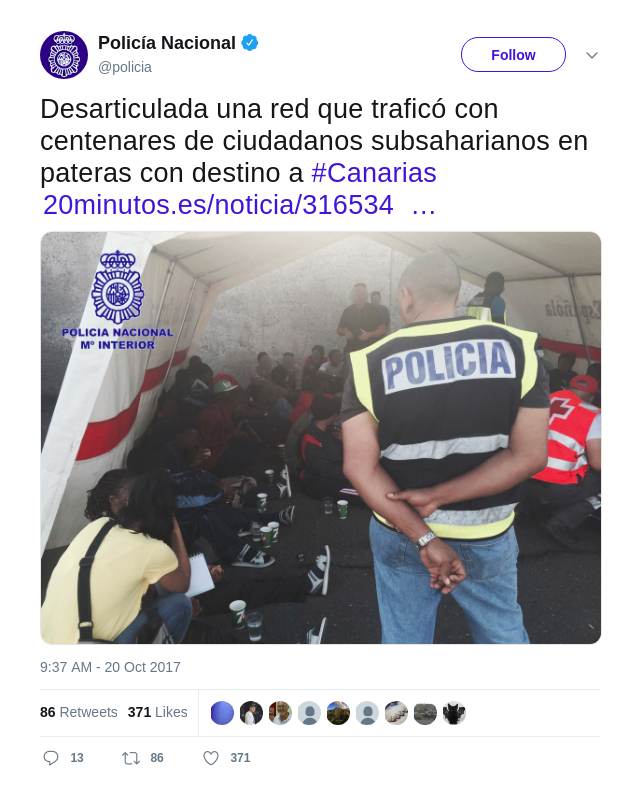 Policía Nacional
@policia
Follow
Desarticulada una red que traficó con
centenares de ciudadanos subsaharianos en
pateras con destino a #Canarias
20minutos.es/noticia/316534 …
POLICIA NACIONAL
Mº INTERIOR
POLICIA
Española
9:37 AM - 20 Oct 2017
86 Retweets 371 Likes
13 86 371